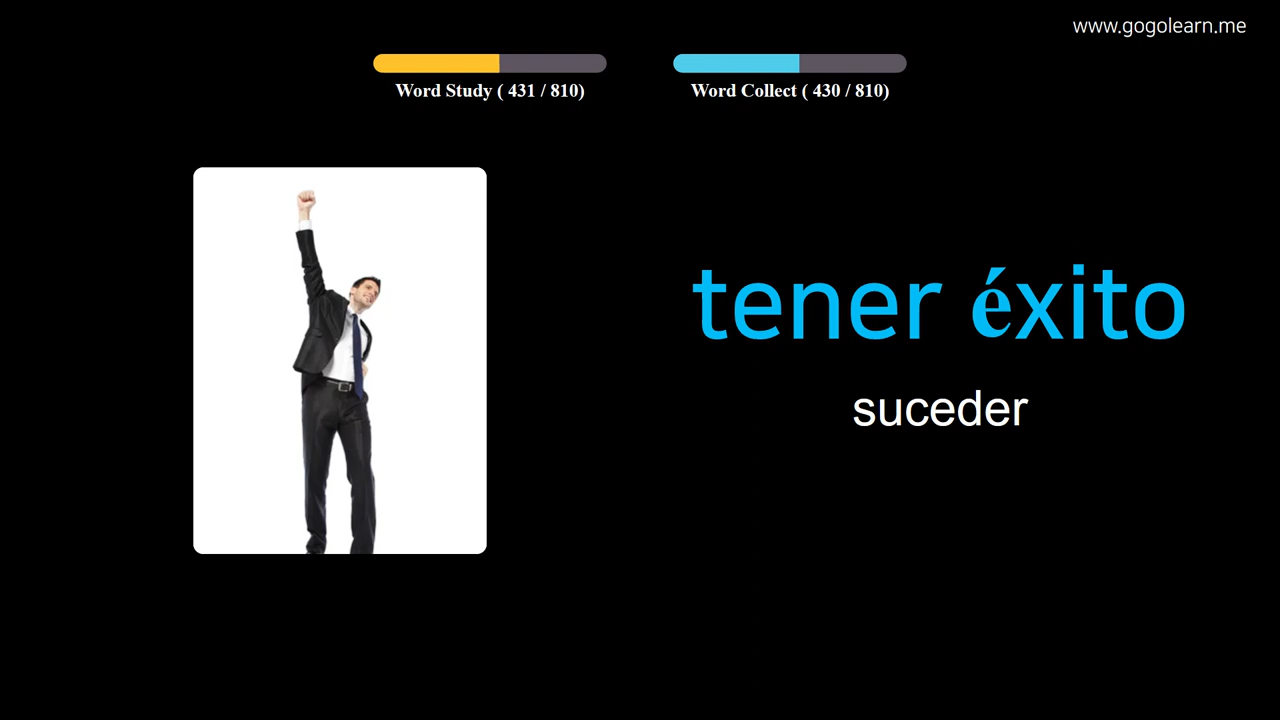 www.gogolearn.me
Word Study ( 431 / 810)
Word Collect ( 430 / 810)
tener éxito
suceder